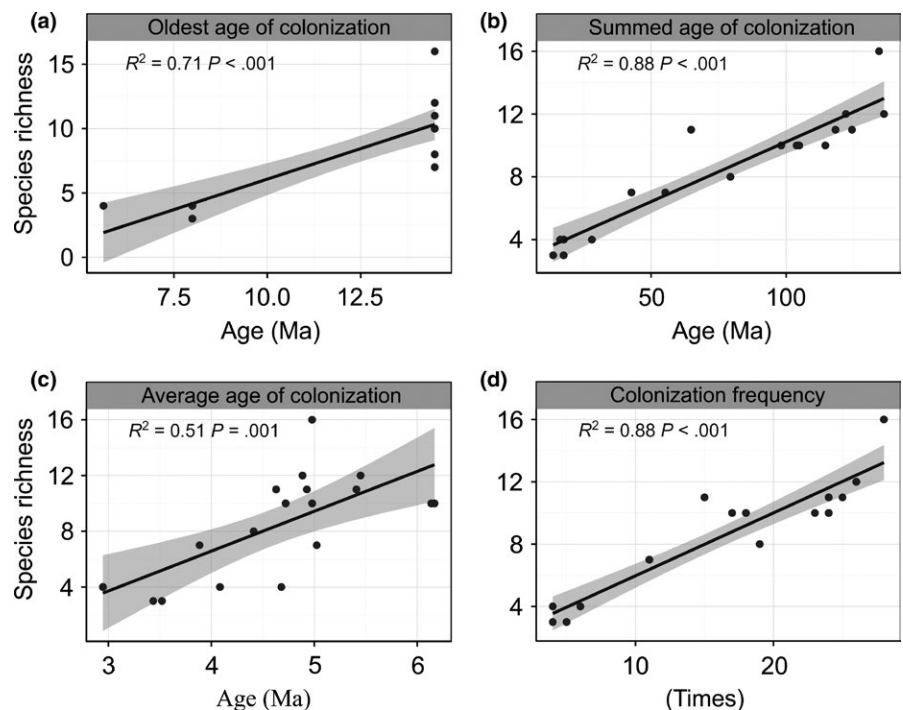 (a)
Oldest age of colonization
R² = 0.71 P < .001
Species richness
15
10
5
0
7.5 10.0 12.5
Age (Ma)
(b)
Summed age of colonization
R² = 0.88 P < .001
16
12
8
4
50 100
Age (Ma)
(c)
Average age of colonization
R² = 0.51 P = .001
Species richness
16
12
8
4
3 4 5 6
Age (Ma)
(d)
Colonization frequency
R² = 0.88 P < .001
16
12
8
4
10 20
(Times)